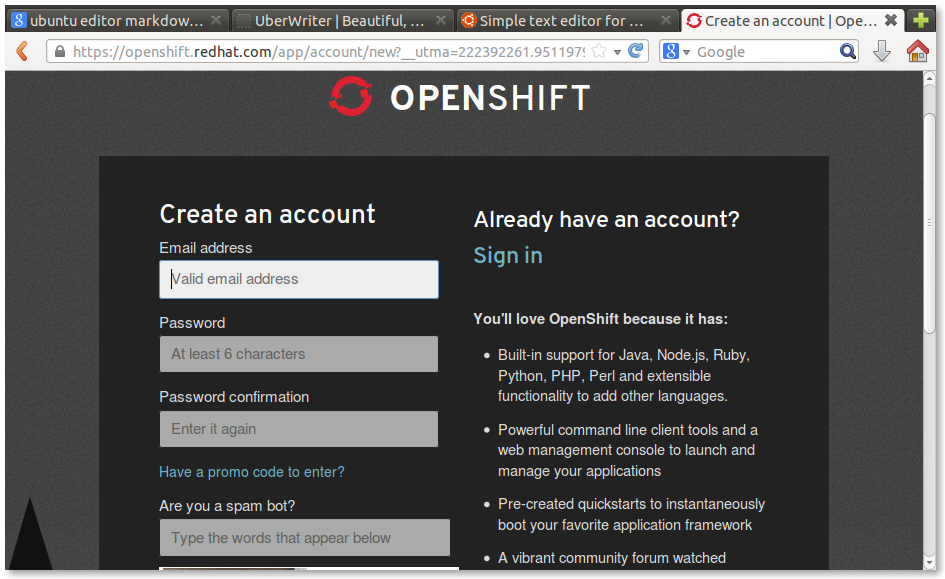 ubuntu editor markdow...
UberWriter | Beautiful, ...
Simple text editor for ...
Create an account | Ope...
https://openshift.redhat.com/app/account/new?__utma=222392261.951197
Google
OPENSHIFT
Create an account
Email address
Valid email address
Password
At least 6 characters
Password confirmation
Enter it again
Have a promo code to enter?
Are you a spam bot?
Type the words that appear below
Already have an account?
Sign in
You'll love OpenShift because it has:
Built-in support for Java, Node.js, Ruby,
Python, PHP, Perl and extensible
functionality to add other languages.
Powerful command line client tools and a
web management console to launch and
manage your applications
Pre-created quickstarts to instantaneously
boot your favorite application framework
A vibrant community forum watched